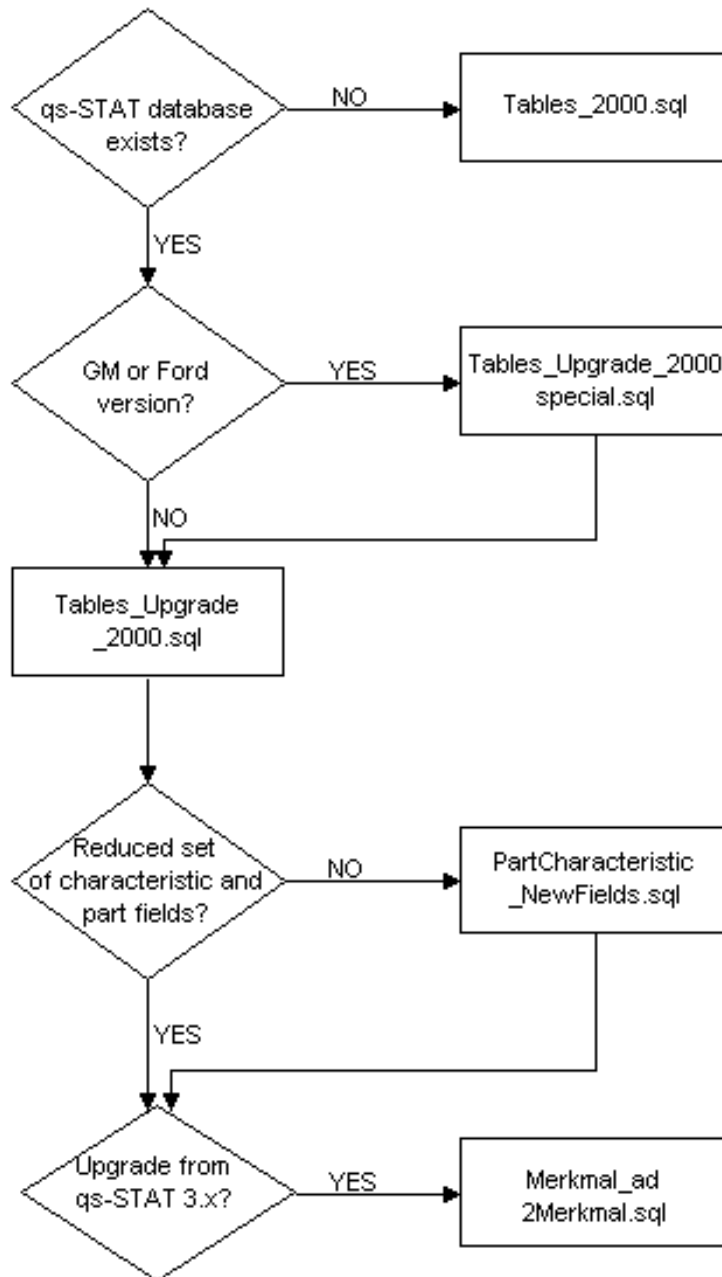 qs-STAT database
exists?
NO
Tables_2000.sql
YES
GM or Ford
version?
YES
Tables_Upgrade_2000
special.sql
NO
Tables_Upgrade
_2000.sql
Reduced set
of characteristic and
part fields?
NO
PartCharacteristic
_NewFields.sql
YES
Upgrade from
qs-STAT 3.x?
YES
Merkmal_ad
2Merkmal.sql